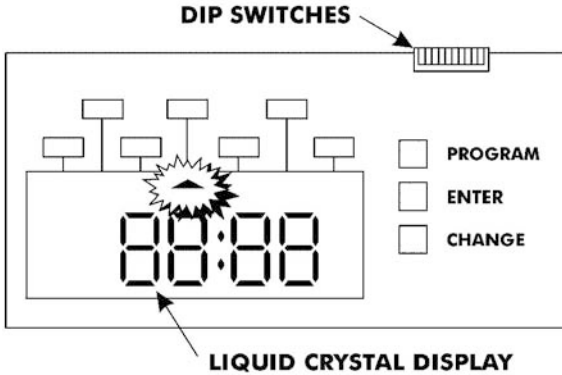 DIP SWITCHES
PROGRAM
ENTER
CHANGE
88:88
LIQUID CRYSTAL DISPLAY